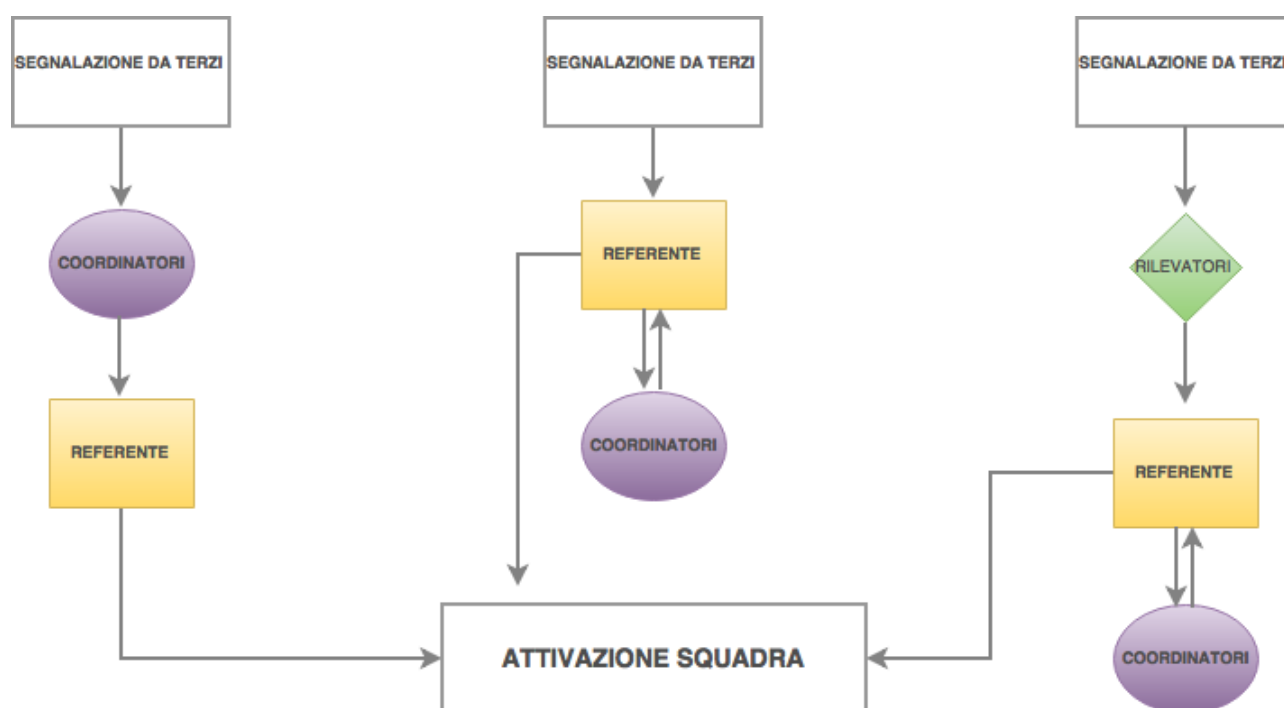 SEGNALAZIONE DA TERZI
SEGNALAZIONE DA TERZI
SEGNALAZIONE DA TERZI
COORDINATORI
REFERENTE
RILEVATORI
REFERENTE
COORDINATORI
REFERENTE
ATTIVAZIONE SQUADRA
COORDINATORI